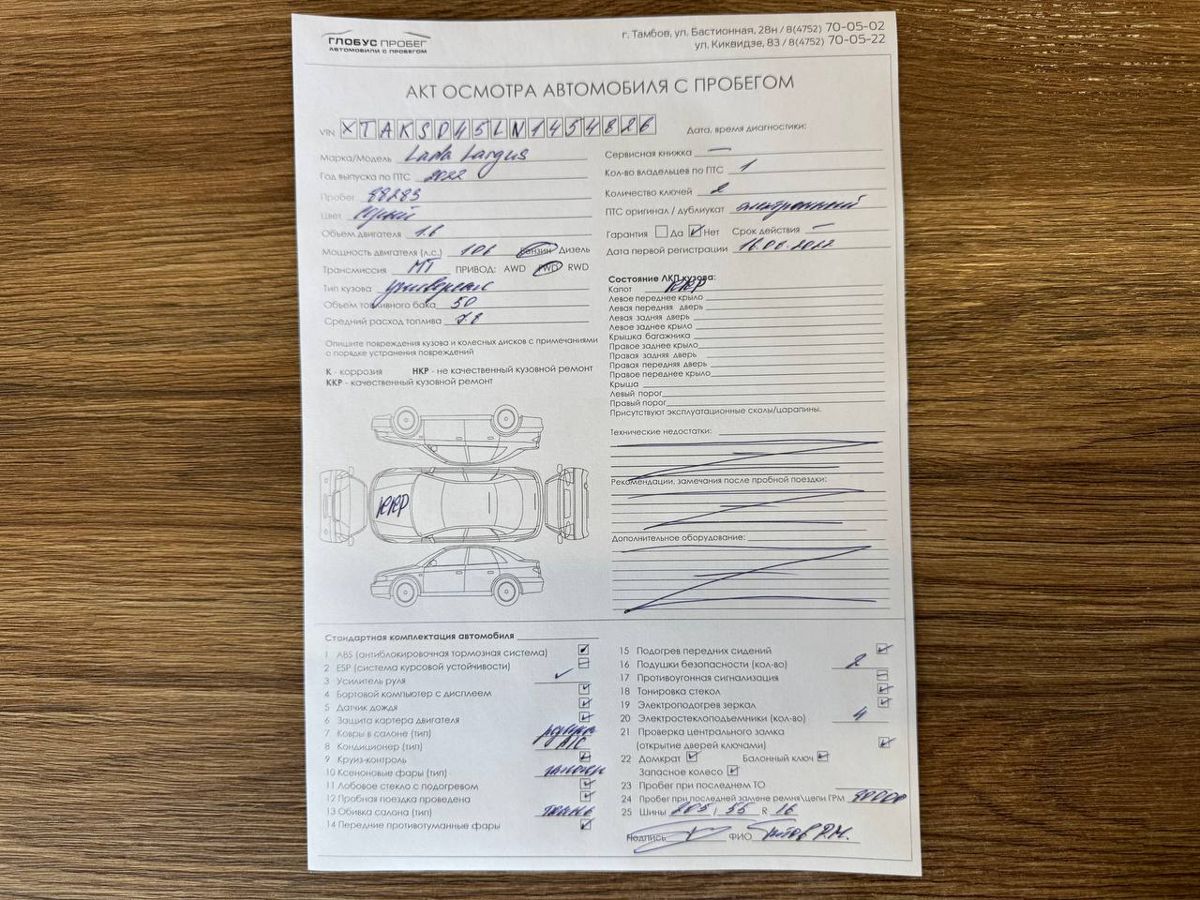 ГЛОБУС ПРОБЕГ
АВТОМОБИЛИ С ПРОБЕГОМ
г. Тамбов, ул. Бастионная, 28н / 8(4752) 70-05-02
ул. Киквидзе, 83 / 8(4752) 70-05-22
АКТ ОСМОТРА АВТОМОБИЛЯ С ПРОБЕГОМ
VIN XTAKSD45LN1454826
Дата, время диагностики:
Марка/Модель Lada Largus
Год выпуска по ПТС 2022
Пробег 88283
Цвет
Объем двигателя 1.6
Мощность двигателя (л.с.) 106 Бензин Дизель
Трансмиссия МТ ПРИВОД: AWD FWD RWD
Тип кузова универсал
Объем топливного бака 50
Средний расход топлива 7.8
Сервисная книжка —
Кол-во владельцев по ПТС 1
Количество ключей 2
ПТС оригинал / дубликат электронный
Гарантия Да Нет Срок действия —
Дата первой регистрации
Опишите повреждения кузова и колесных дисков с примечаниями
о порядке устранения повреждений
К - коррозия НКР - не качественный кузовной ремонт
ККР - качественный кузовной ремонт
ККР
Состояние ЛКП кузова:
Капот ККР
Левое переднее крыло
Левая передняя дверь
Левая задняя дверь
Левое заднее крыло
Крышка багажника
Правое заднее крыло
Правая задняя дверь
Правая передняя дверь
Правое переднее крыло
Крыша
Левый порог
Правый порог
Присутствуют эксплуатационные сколы/царапины.
Технические недостатки:
Рекомендации, замечания после пробной поездки:
Дополнительное оборудование:
Стандартная комплектация автомобиля
1 ABS (антиблокировочная тормозная система)
2 ESP (система курсовой устойчивости)
3 Усилитель руля
4 Бортовой компьютер с дисплеем
5 Датчик дождя
6 Защита картера двигателя
7 Ковры в салоне (тип)
8 Кондиционер (тип) А/С
9 Круиз-контроль
10 Ксеноновые фары (тип) галоген
11 Лобовое стекло с подогревом
12 Пробная поездка проведена
13 Обивка салона (тип) ткань
14 Передние противотуманные фары
15 Подогрев передних сидений
16 Подушки безопасности (кол-во) 2
17 Противоугонная сигнализация
18 Тонировка стекол
19 Электроподогрев зеркал
20 Электростеклоподъемники (кол-во) 4
21 Проверка центрального замка
(открытие дверей ключами)
22 Домкрат Балонный ключ
Запасное колесо
23 Пробег при последнем ТО
24 Пробег при последней замене ремня\цепи ГРМ 90000
25 Шины 205 / 55 R 16
Подпись ФИО